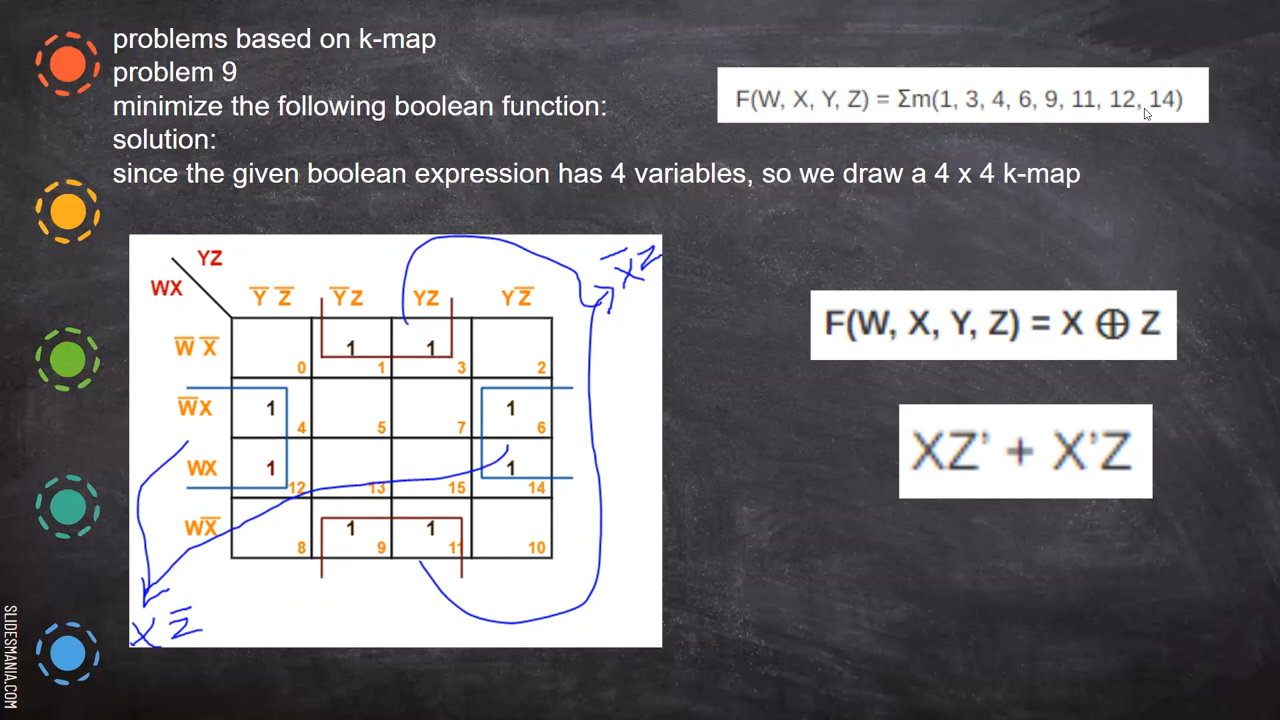 problems based on k-map
problem 9
minimize the following boolean function:
solution:
since the given boolean expression has 4 variables, so we draw a 4 x 4 k-map
F(W, X, Y, Z) = Σm(1, 3, 4, 6, 9, 11, 12, 14)
YZ
WX
Y̅ Z̅ Y̅ Z YZ Y Z̅
W̅ X̅ 1 1
0 1 3 2
W̅ X 1 1
4 5 7 6
WX 1 1
12 13 15 14
W X̅ 1 1
8 9 11 10
X̅ Z
X Z̅
F(W, X, Y, Z) = X ⊕ Z
XZ’ + X’Z
SLIDESMANIA.COM